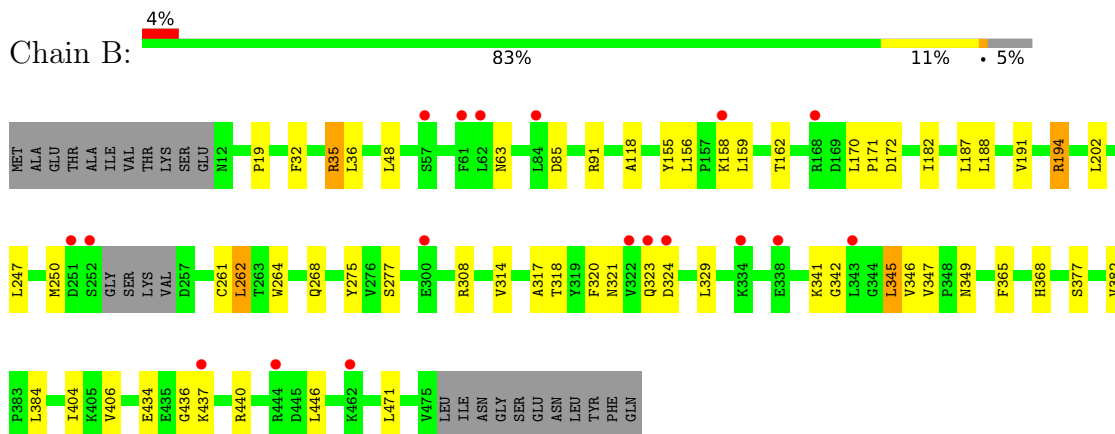 4%
Chain B:
83% 11% • 5%
MET ALA GLU THR ALA ILE VAL THR LYS SER GLU N12 P19 F32 R35 L36 L48 S57 F61 L62 N63 L84 D85 R91 A118 Y155 L156 P157 K158 L159 T162 R168 D169 L170 P171 D172 I182 L187 L188 V191 R194 L202
L247 M250 D251 S252 GLY SER LYS VAL D257 C261 L262 T263 W264 Q268 Y275 V276 S277 E300 R308 V314 A317 T318 Y319 F320 N321 V322 Q323 D324 L329 K334 E338 K341 G342 L343 G344 L345 V346 V347 P348 N349 F365 H368 S377
P383 L384 I404 K405 V406 E434 E435 G436 K437 R440 R444 D445 L446 K462 L471 V475 LEU ILE ASN GLY SER GLU ASN LEU TYR PHE GLN